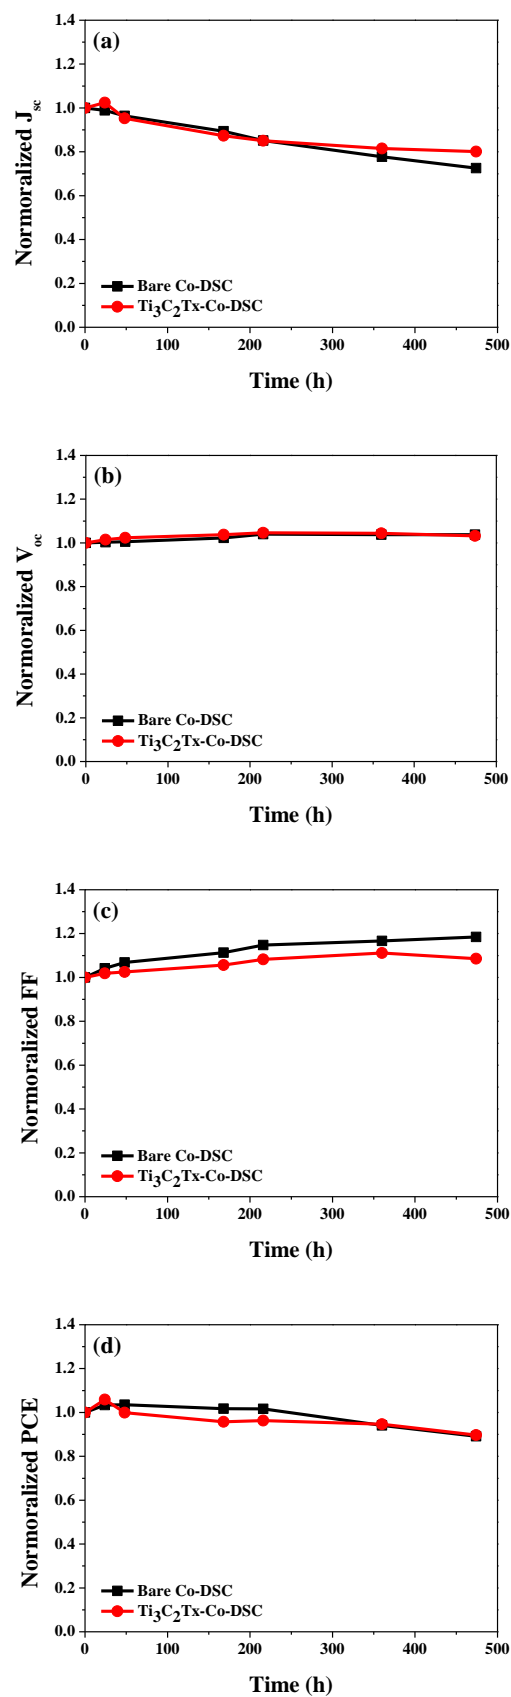 (a)
1.4
1.2
1.0
0.8
0.6
0.4
0.2
0.0
Normoralized Jsc
Bare Co-DSC
Ti3C2Tx-Co-DSC
0 100 200 300 400 500
Time (h)
(b)
1.4
1.2
1.0
0.8
0.6
0.4
0.2
0.0
Normoralized Voc
Bare Co-DSC
Ti3C2Tx-Co-DSC
0 100 200 300 400 500
Time (h)
(c)
1.4
1.2
1.0
0.8
0.6
0.4
0.2
0.0
Normoralized FF
Bare Co-DSC
Ti3C2Tx-Co-DSC
0 100 200 300 400 500
Time (h)
(d)
1.4
1.2
1.0
0.8
0.6
0.4
0.2
0.0
Normoralized PCE
Bare Co-DSC
Ti3C2Tx-Co-DSC
0 100 200 300 400 500
Time (h)